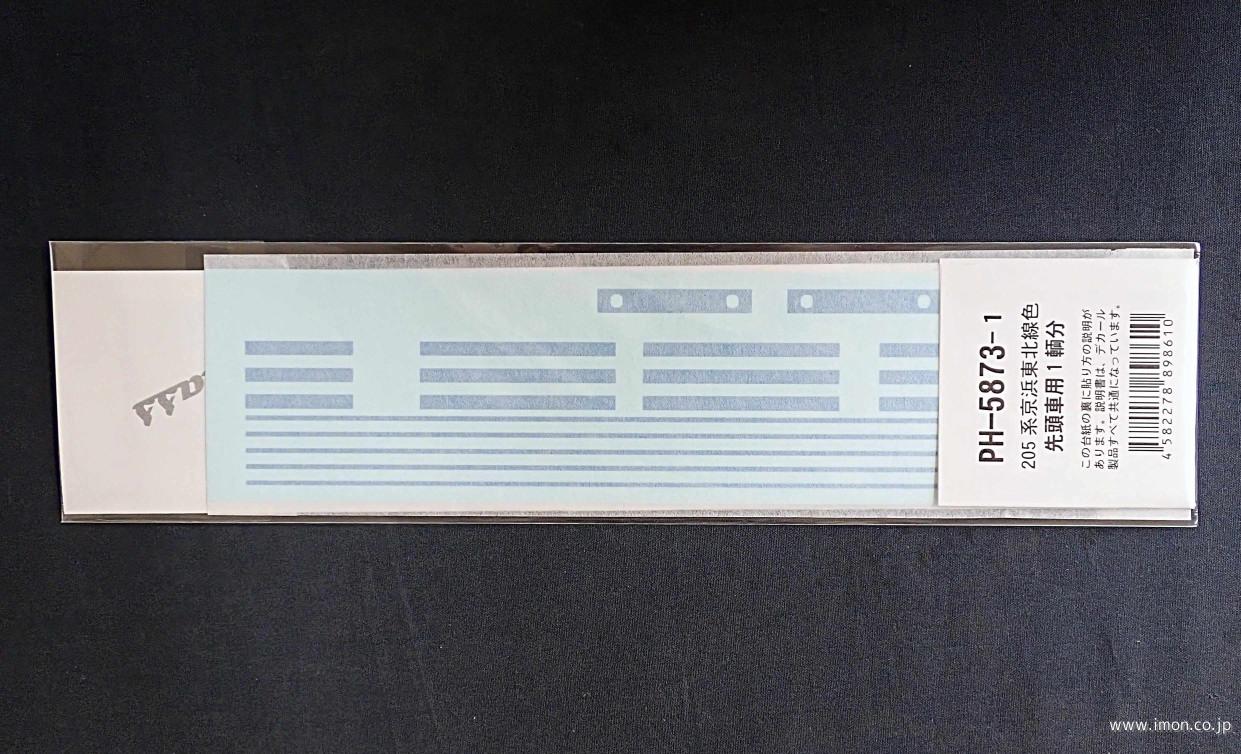 PH-5873-1
205系京浜東北線色
先頭車用1輌分
この台紙の裏に貼り方の説明が
あります。説明書は、デカール
製品すべて共通になっています。
4 582278 898610
www.imon.co.jp